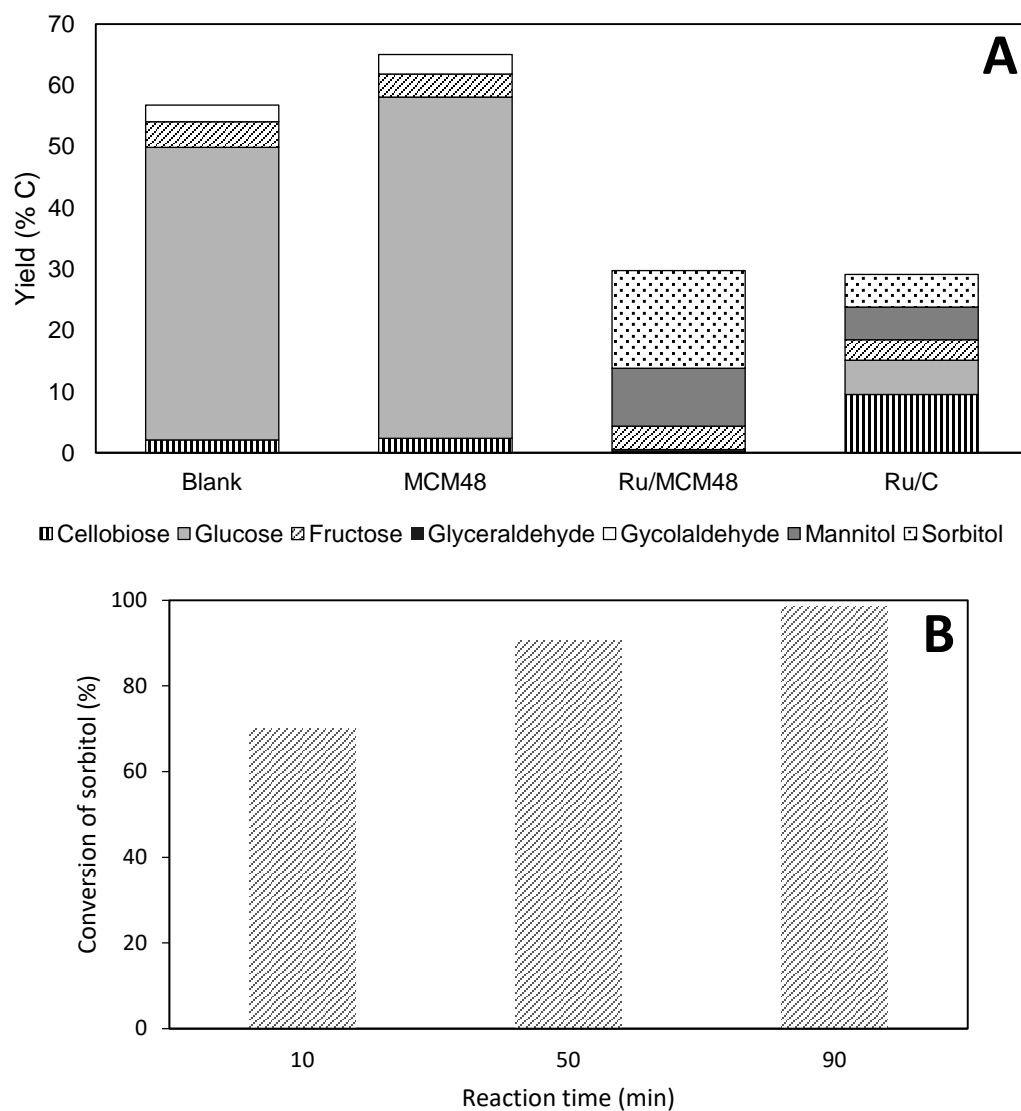 A
70
60
50
40
30
20
10
0
Yield (% C)
Blank MCM48 Ru/MCM48 Ru/C
Cellobiose Glucose Fructose Glyceraldehyde Gycolaldehyde Mannitol Sorbitol
B
100
80
60
40
20
0
Conversion of sorbitol (%)
10 50 90
Reaction time (min)